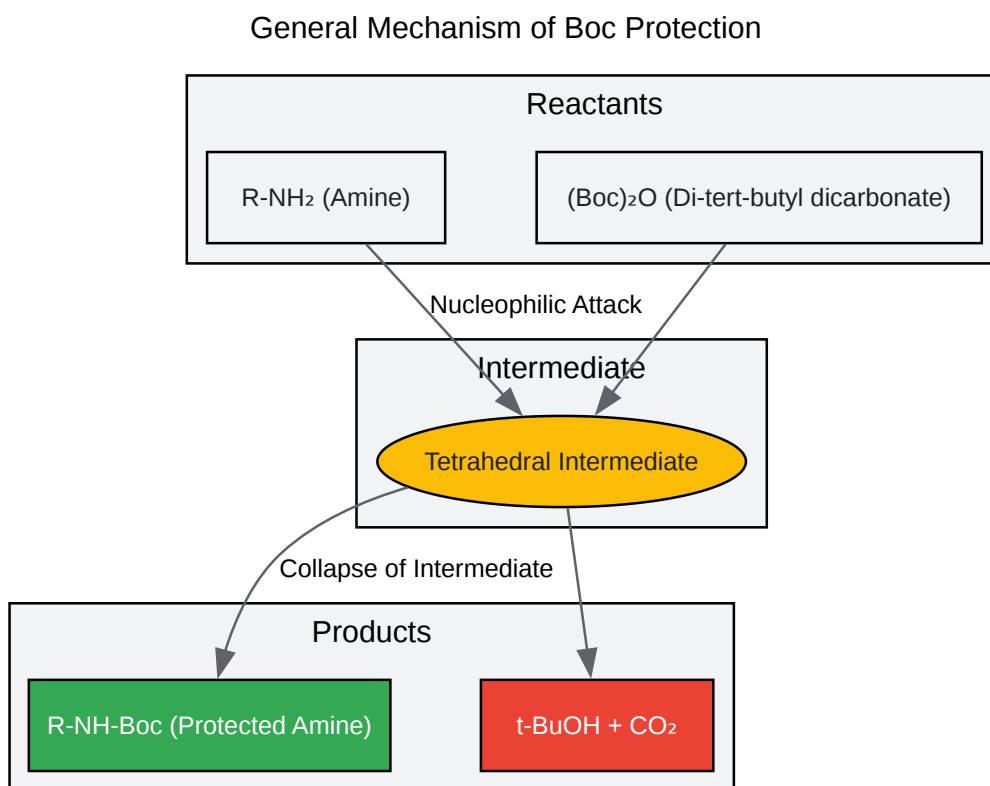 General Mechanism of Boc Protection
Reactants
R-NH₂ (Amine)
(Boc)₂O (Di-tert-butyl dicarbonate)
Nucleophilic Attack
Intermediate
Tetrahedral Intermediate
Collapse of Intermediate
Products
R-NH-Boc (Protected Amine)
t-BuOH + CO₂